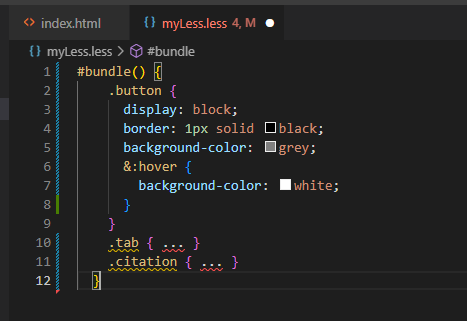 index.html myLess.less 4, M
myLess.less > #bundle
1 #bundle() {
2 .button {
3 display: block;
4 border: 1px solid black;
5 background-color: grey;
6 &:hover {
7 background-color: white;
8 }
9 }
10 .tab { ... }
11 .citation { ... }
12 }